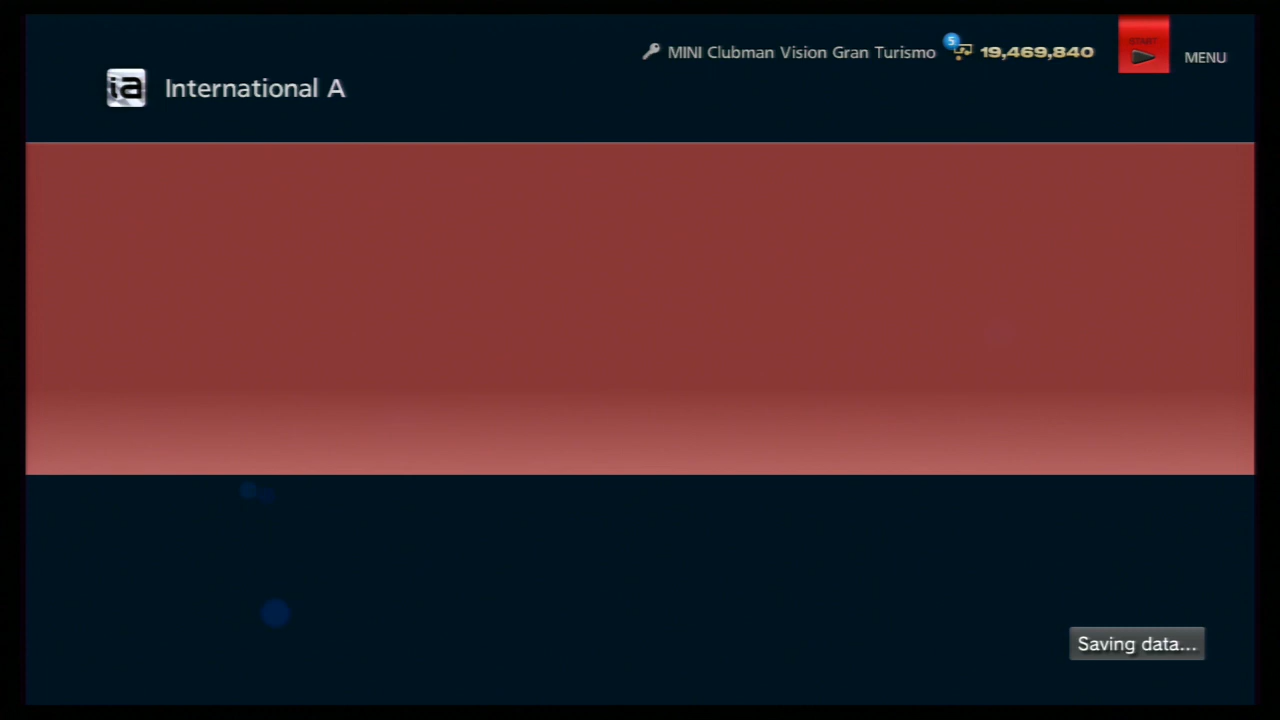 MINI Clubman Vision Gran Turismo 5 19,469,840 START MENU
ia International A
Saving data...